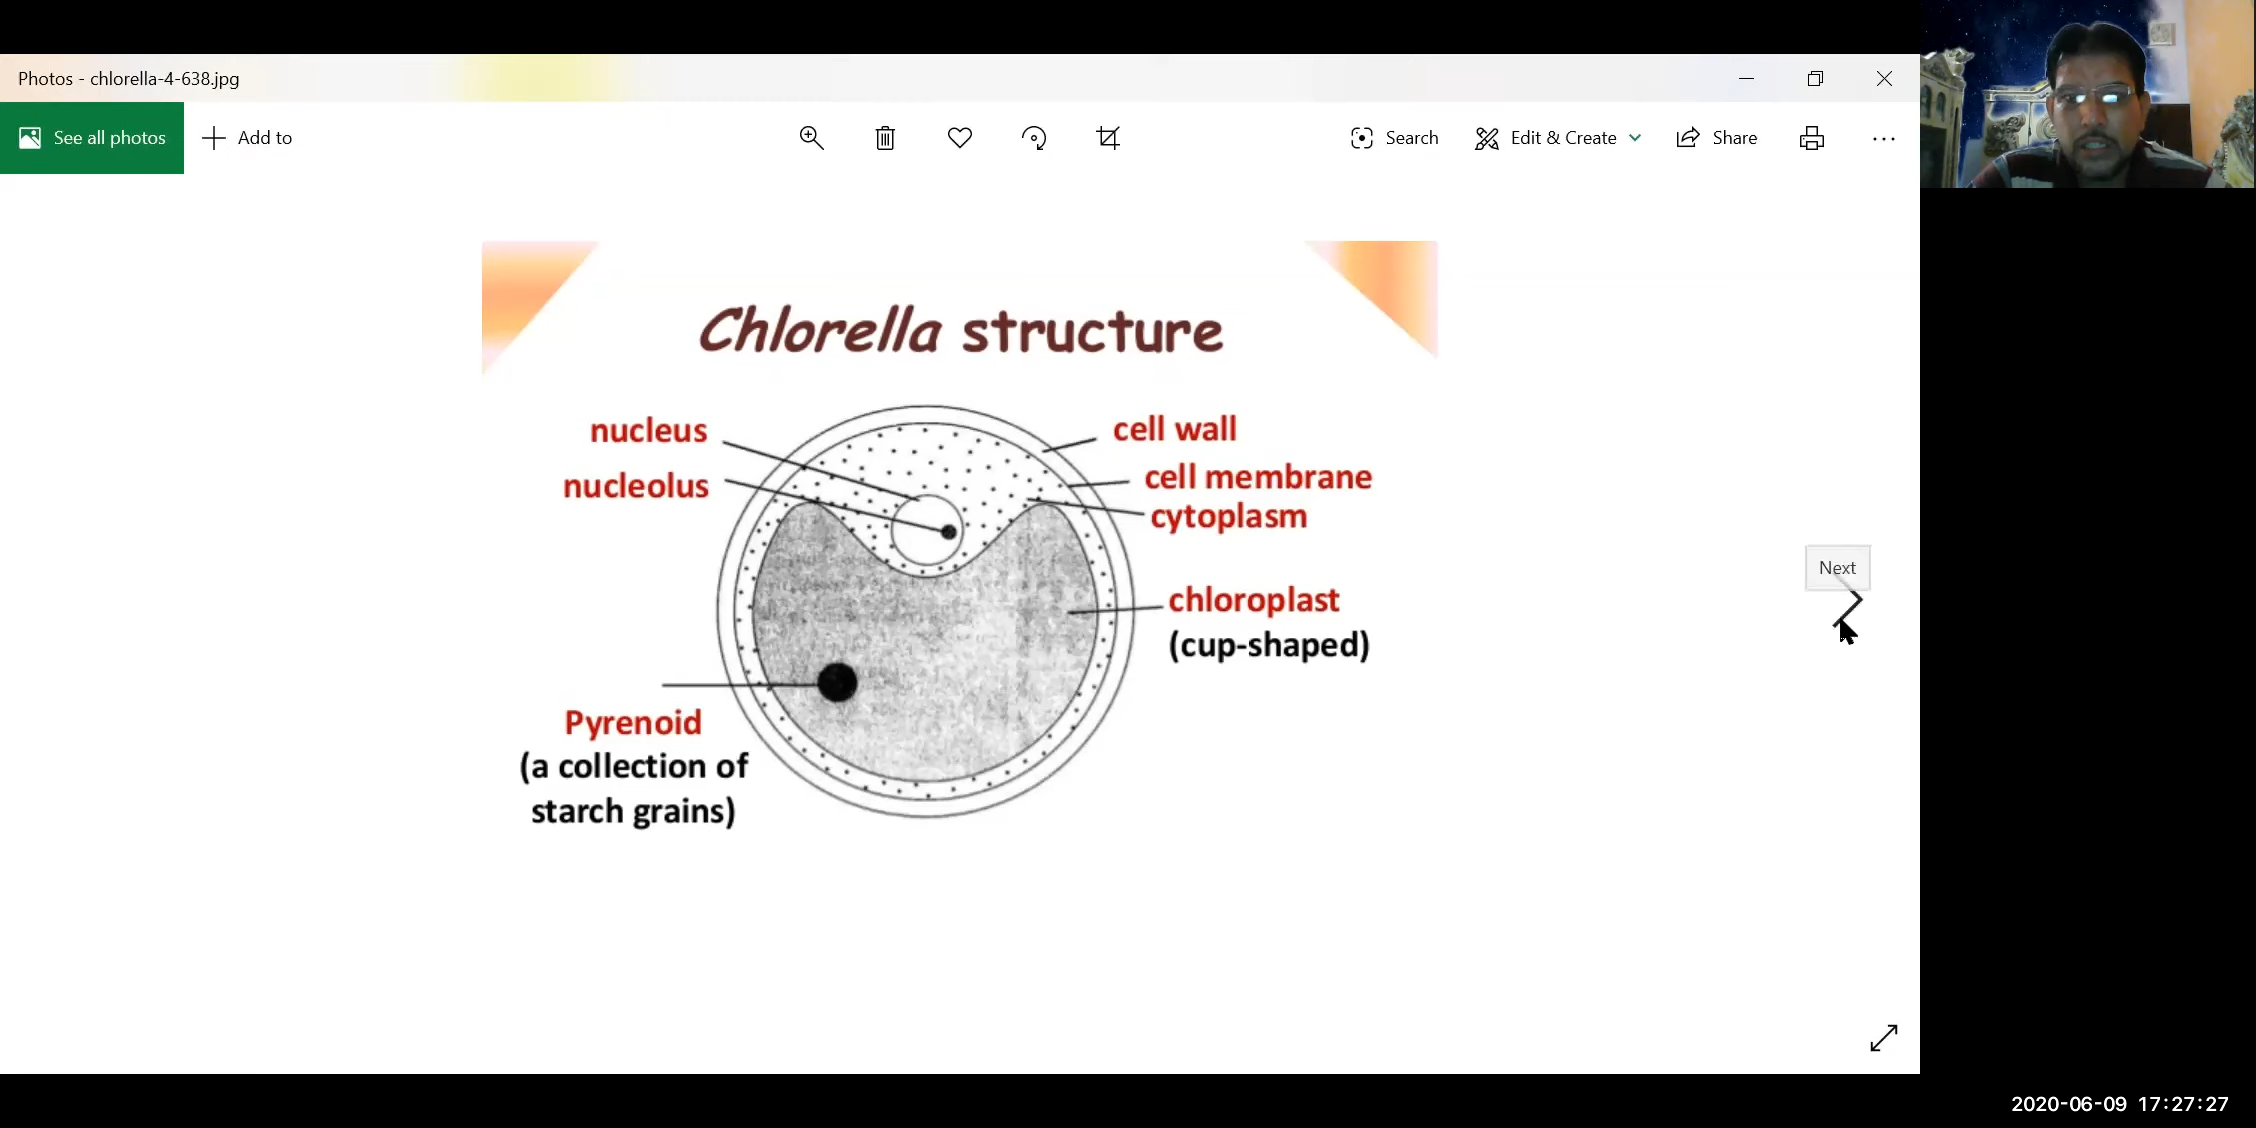 Photos - chlorella-4-638.jpg
See all photos
Add to
Search
Edit & Create
Share
Chlorella structure
nucleus
nucleolus
cell wall
cell membrane
cytoplasm
chloroplast
(cup-shaped)
Pyrenoid
(a collection of
starch grains)
Next
2020-06-09 17:27:27